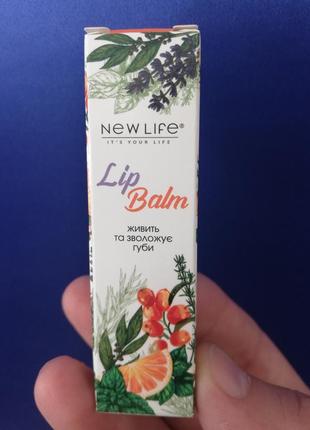 NEW LIFE®
IT'S YOUR LIFE
Lip
Balm
живить
та зволожує
губи